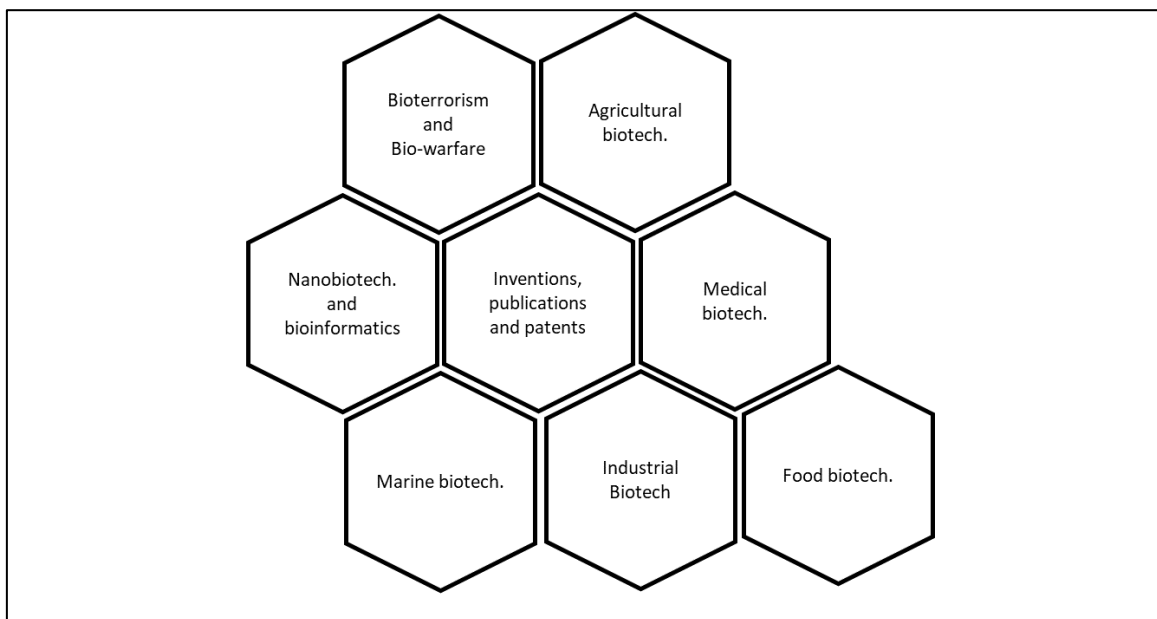 Bioterrorism
and
Bio-warfare
Agricultural
biotech.
Nanobiotech.
and
bioinformatics
Inventions,
publications
and patents
Medical
biotech.
Marine biotech.
Industrial
Biotech
Food biotech.